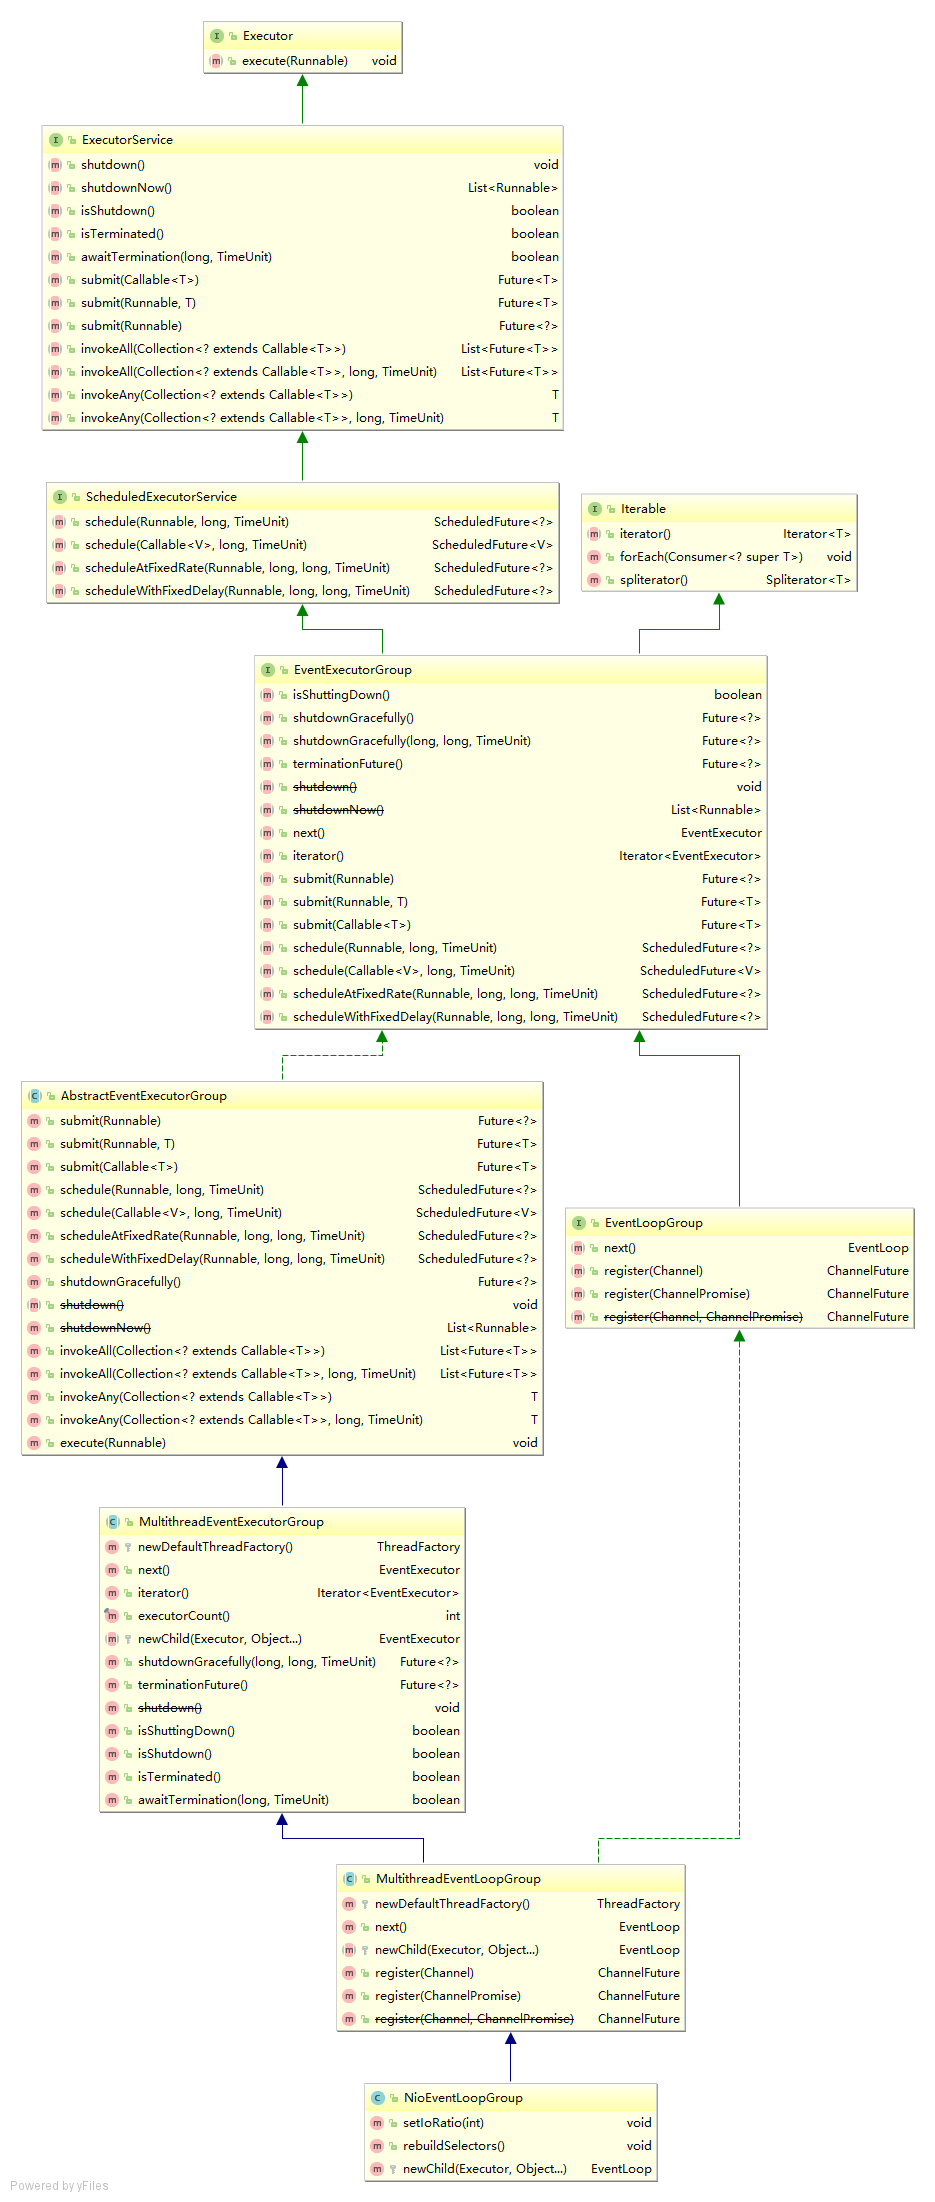 Executor
execute(Runnable) void
ExecutorService
shutdown() void
shutdownNow() List<Runnable>
isShutdown() boolean
isTerminated() boolean
awaitTermination(long, TimeUnit) boolean
submit(Callable<T>) Future<T>
submit(Runnable, T) Future<T>
submit(Runnable) Future<?>
invokeAll(Collection<? extends Callable<T>>) List<Future<T>>
invokeAll(Collection<? extends Callable<T>>, long, TimeUnit) List<Future<T>>
invokeAny(Collection<? extends Callable<T>>) T
invokeAny(Collection<? extends Callable<T>>, long, TimeUnit) T
ScheduledExecutorService
schedule(Runnable, long, TimeUnit) ScheduledFuture<?>
schedule(Callable<V>, long, TimeUnit) ScheduledFuture<V>
scheduleAtFixedRate(Runnable, long, long, TimeUnit) ScheduledFuture<?>
scheduleWithFixedDelay(Runnable, long, long, TimeUnit) ScheduledFuture<?>
Iterable
iterator() Iterator<T>
forEach(Consumer<? super T>) void
spliterator() Spliterator<T>
EventExecutorGroup
isShuttingDown() boolean
shutdownGracefully() Future<?>
shutdownGracefully(long, long, TimeUnit) Future<?>
terminationFuture() Future<?>
shutdown() void
shutdownNow() List<Runnable>
next() EventExecutor
iterator() Iterator<EventExecutor>
submit(Runnable) Future<?>
submit(Runnable, T) Future<T>
submit(Callable<T>) Future<T>
schedule(Runnable, long, TimeUnit) ScheduledFuture<?>
schedule(Callable<V>, long, TimeUnit) ScheduledFuture<V>
scheduleAtFixedRate(Runnable, long, long, TimeUnit) ScheduledFuture<?>
scheduleWithFixedDelay(Runnable, long, long, TimeUnit) ScheduledFuture<?>
AbstractEventExecutorGroup
submit(Runnable) Future<?>
submit(Runnable, T) Future<T>
submit(Callable<T>) Future<T>
schedule(Runnable, long, TimeUnit) ScheduledFuture<?>
schedule(Callable<V>, long, TimeUnit) ScheduledFuture<V>
scheduleAtFixedRate(Runnable, long, long, TimeUnit) ScheduledFuture<?>
scheduleWithFixedDelay(Runnable, long, long, TimeUnit) ScheduledFuture<?>
shutdownGracefully() Future<?>
shutdown() void
shutdownNow() List<Runnable>
invokeAll(Collection<? extends Callable<T>>) List<Future<T>>
invokeAll(Collection<? extends Callable<T>>, long, TimeUnit) List<Future<T>>
invokeAny(Collection<? extends Callable<T>>) T
invokeAny(Collection<? extends Callable<T>>, long, TimeUnit) T
execute(Runnable) void
EventLoopGroup
next() EventLoop
register(Channel) ChannelFuture
register(ChannelPromise) ChannelFuture
register(Channel, ChannelPromise) ChannelFuture
MultithreadEventExecutorGroup
newDefaultThreadFactory() ThreadFactory
next() EventExecutor
iterator() Iterator<EventExecutor>
executorCount() int
newChild(Executor, Object...) EventExecutor
shutdownGracefully(long, long, TimeUnit) Future<?>
terminationFuture() Future<?>
shutdown() void
isShuttingDown() boolean
isShutdown() boolean
isTerminated() boolean
awaitTermination(long, TimeUnit) boolean
MultithreadEventLoopGroup
newDefaultThreadFactory() ThreadFactory
next() EventLoop
newChild(Executor, Object...) EventLoop
register(Channel) ChannelFuture
register(ChannelPromise) ChannelFuture
register(Channel, ChannelPromise) ChannelFuture
NioEventLoopGroup
setIoRatio(int) void
rebuildSelectors() void
newChild(Executor, Object...) EventLoop
Powered by yFiles